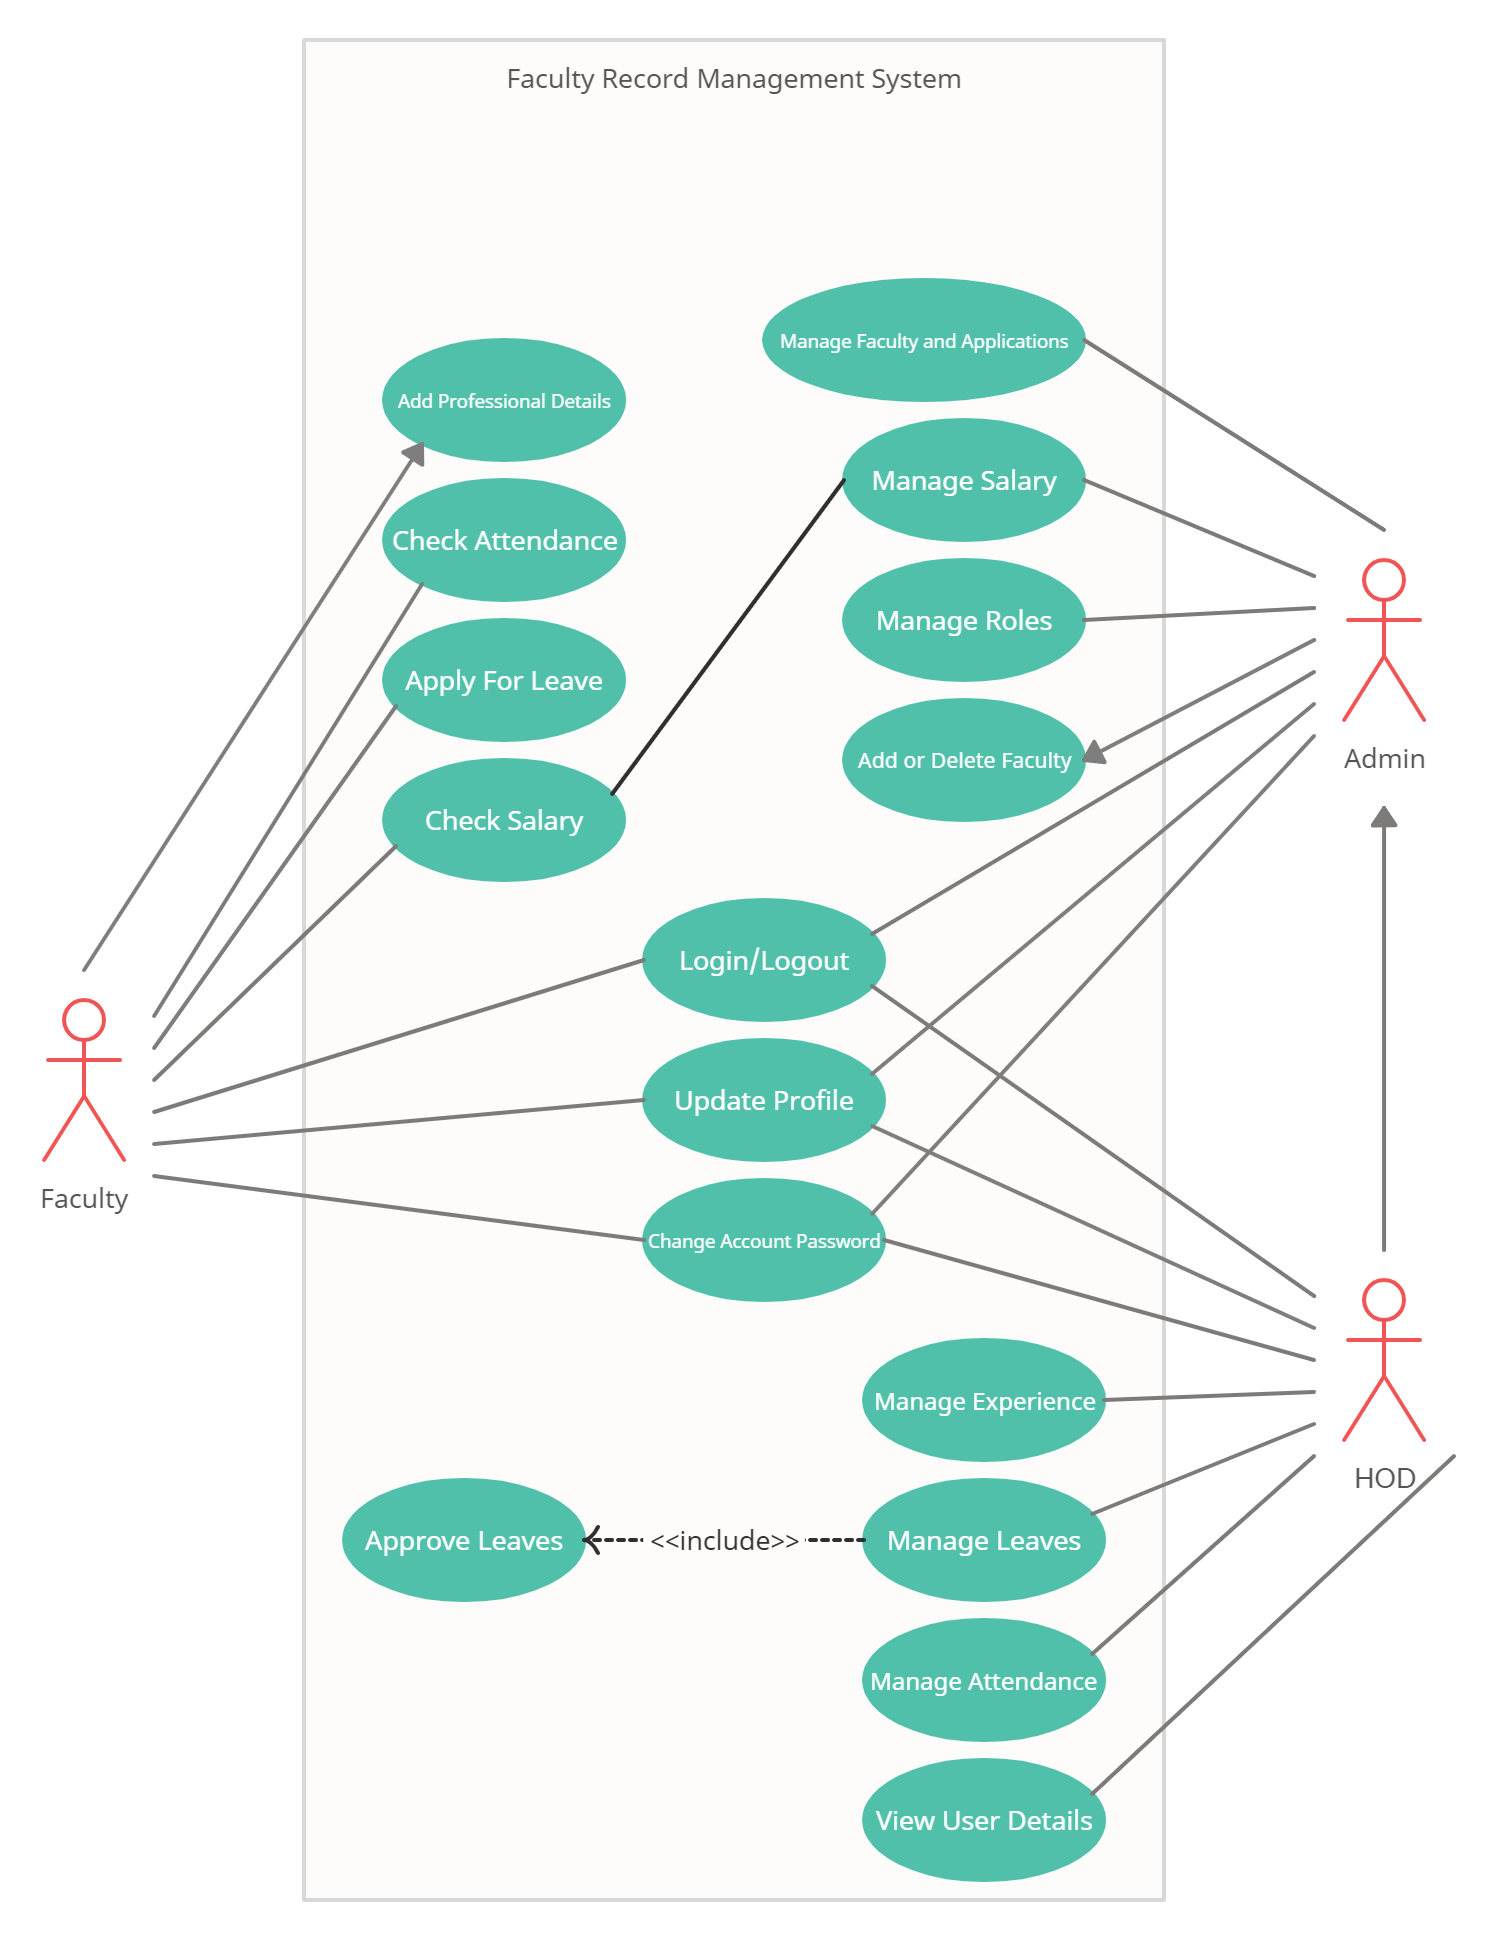 Faculty Record Management System
Manage Faculty and Applications
Add Professional Details
Manage Salary
Check Attendance
Manage Roles
Apply For Leave
Admin
Add or Delete Faculty
Check Salary
Login/Logout
Update Profile
Faculty
Change Account Password
Manage Experience
HOD
Approve Leaves
<<include>>
Manage Leaves
Manage Attendance
View User Details